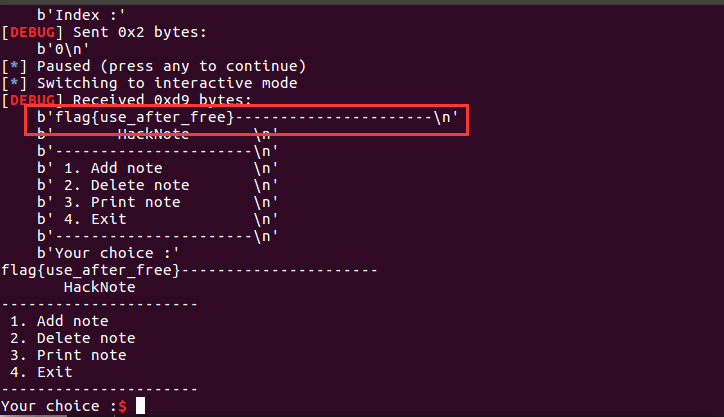 b'Index :'
[DEBUG] Sent 0x2 bytes:
    b'0\n'
[*] Paused (press any to continue)
[*] Switching to interactive mode
[DEBUG] Received 0xd9 bytes:
    b'flag{use_after_free}----------------------\n'
    b'       HackNote       \n'
    b'----------------------\n'
    b' 1. Add note          \n'
    b' 2. Delete note       \n'
    b' 3. Print note        \n'
    b' 4. Exit              \n'
    b'----------------------\n'
    b'Your choice :'
flag{use_after_free}----------------------
       HackNote
----------------------
 1. Add note
 2. Delete note
 3. Print note
 4. Exit
----------------------
Your choice :$